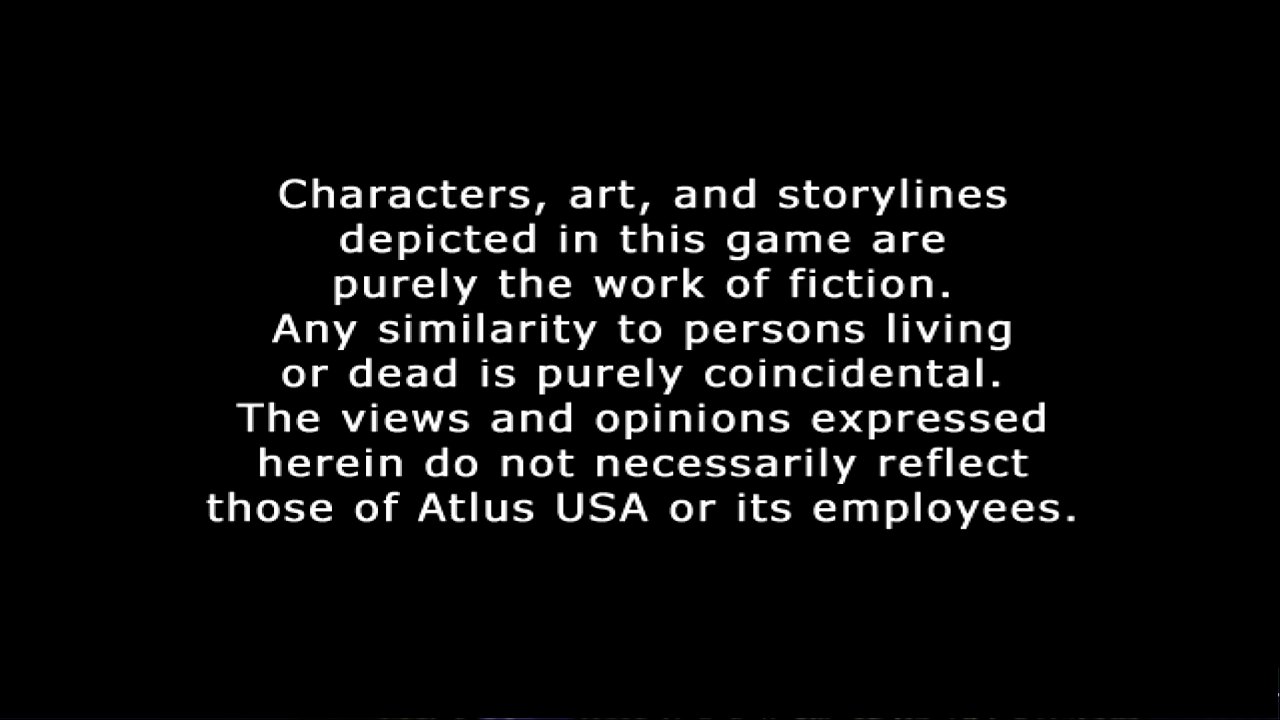 Characters, art, and storylines
depicted in this game are
purely the work of fiction.
Any similarity to persons living
or dead is purely coincidental.
The views and opinions expressed
herein do not necessarily reflect
those of Atlus USA or its employees.